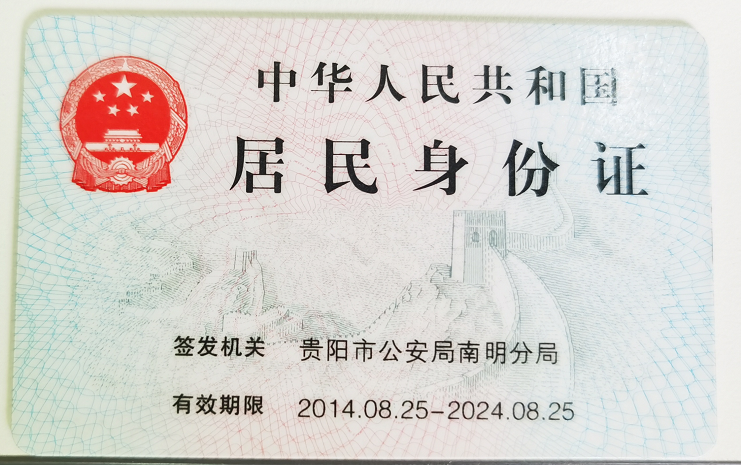 中华人民共和国
居民身份证
签发机关 贵阳市公安局南明分局
有效期限 2014.08.25-2024.08.25